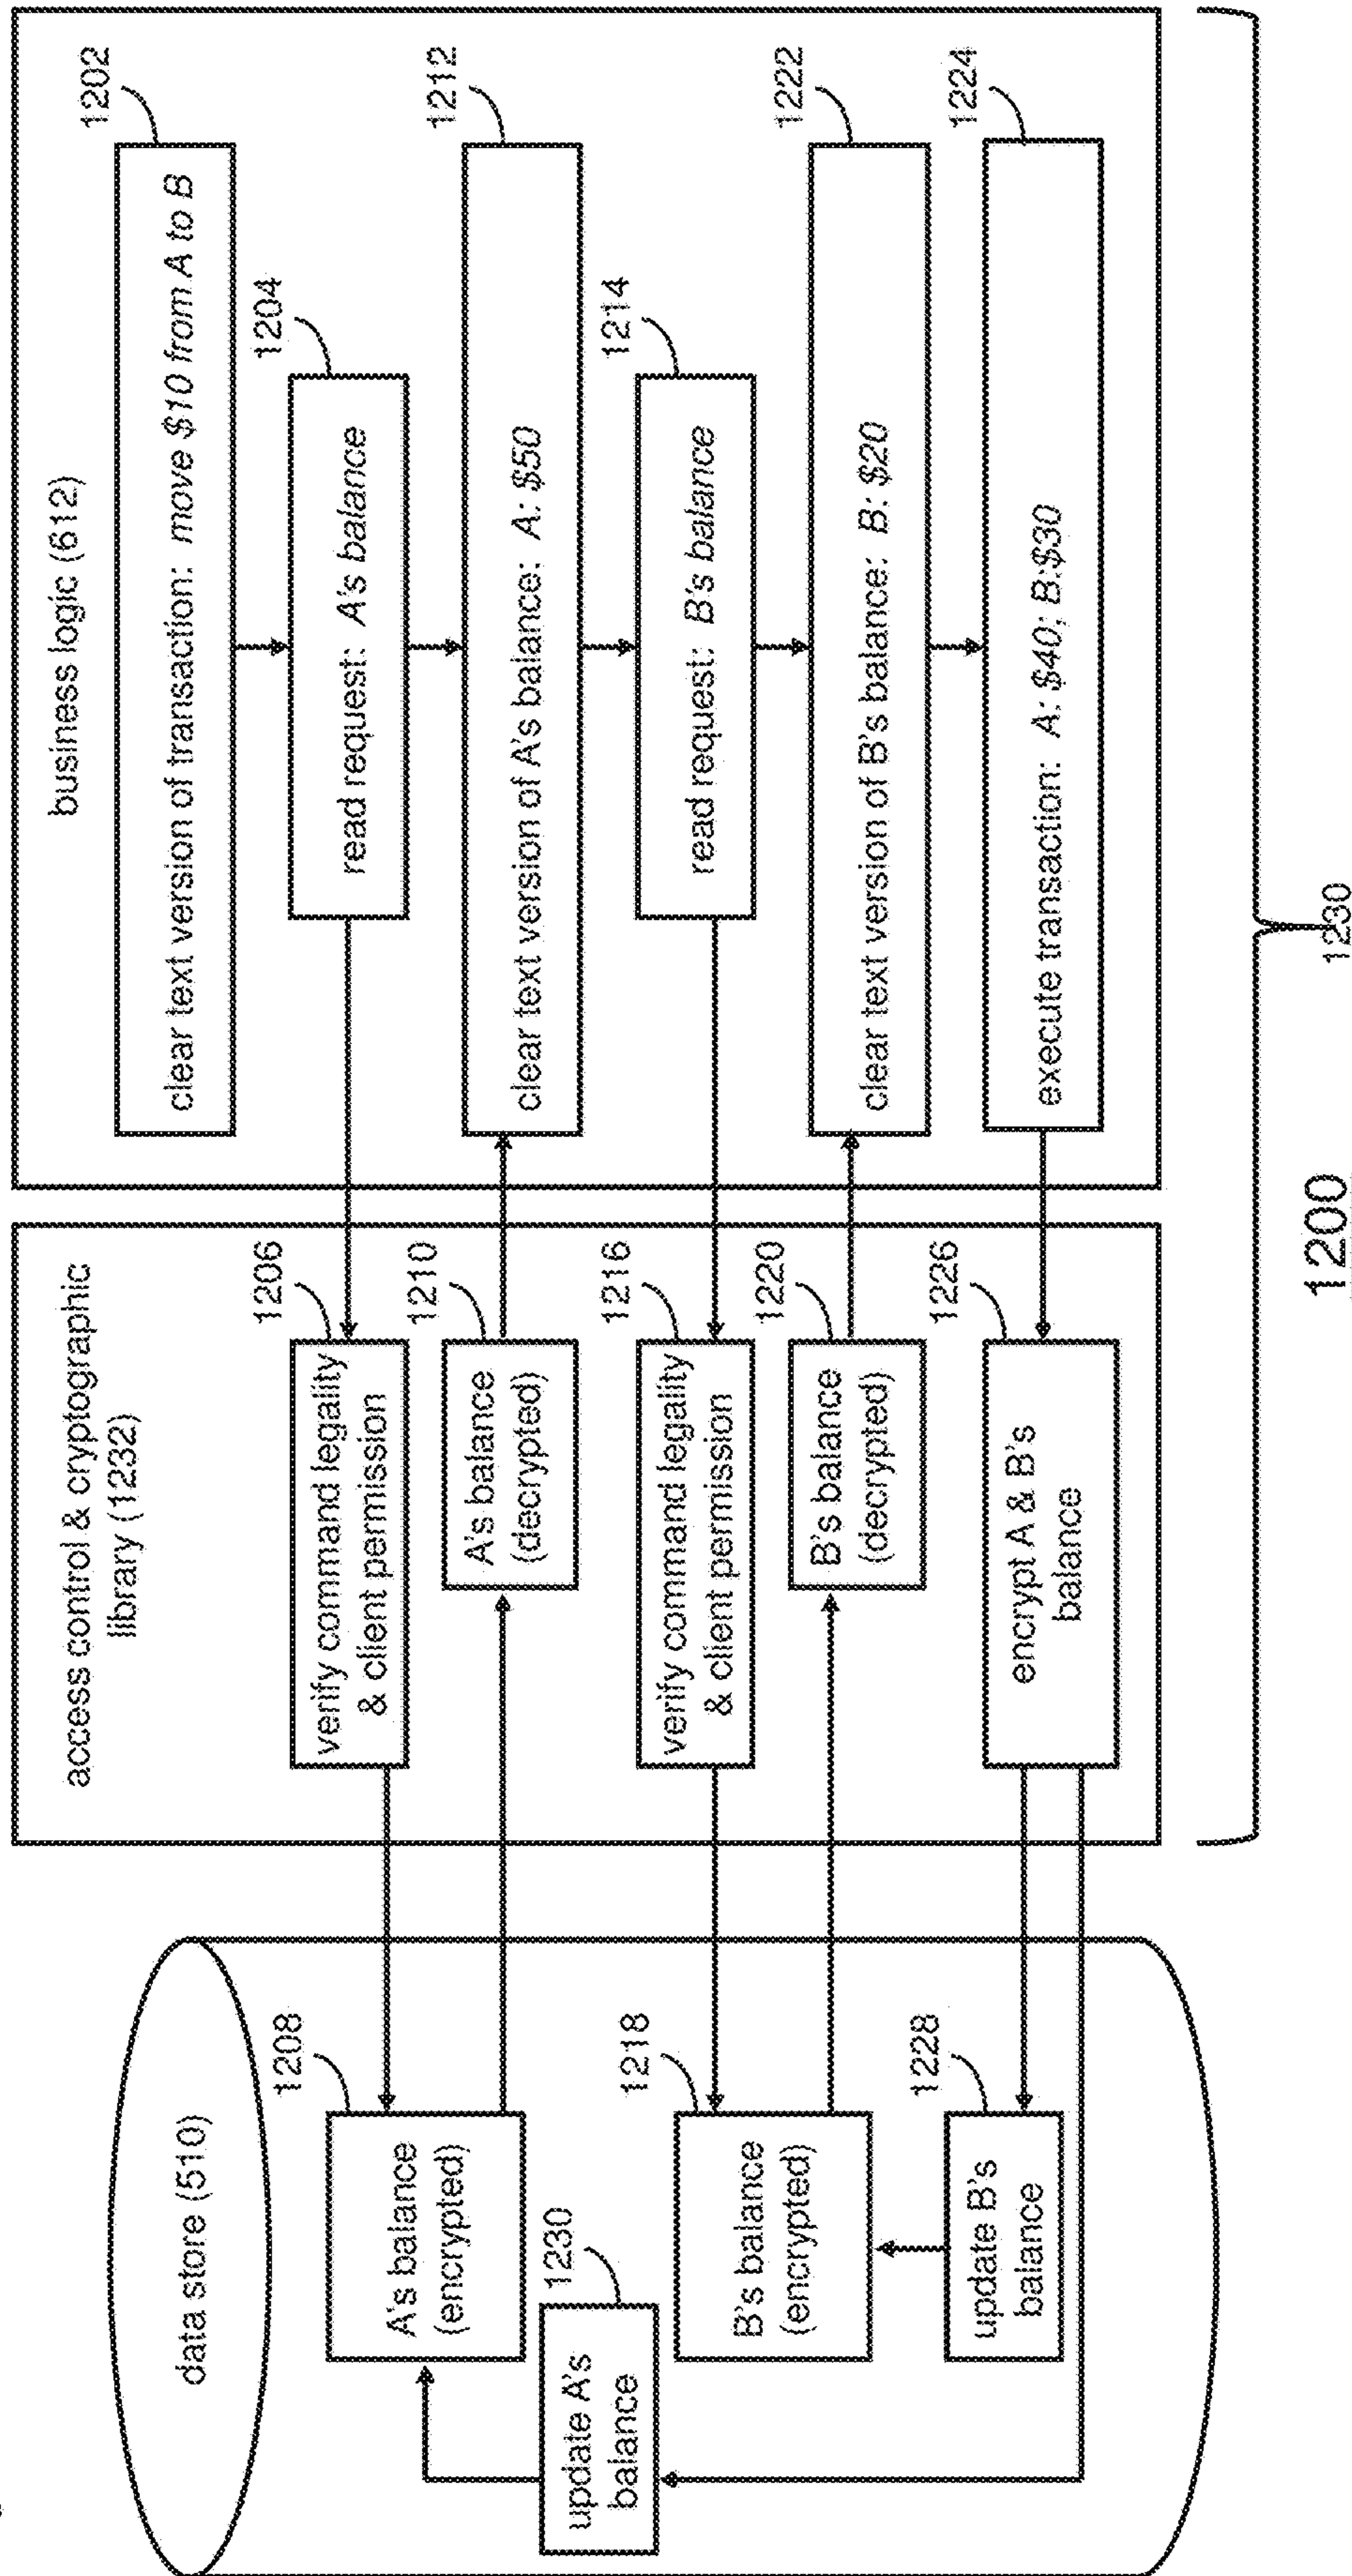 data store (510)
1208
A's balance
(encrypted)
1230
update A's
balance
1218
B's balance
(encrypted)
1228
update B's
balance
access control & cryptographic
library (1232)
1206
verify command legality
& client permission
1210
A's balance
(decrypted)
1216
verify command legality
& client permission
1220
B's balance
(decrypted)
1226
encrypt A & B's
balance
business logic (612)
1202
clear text version of transaction: move $10 from A to B
1204
read request: A's balance
1212
clear text version of A's balance: A: $50
1214
read request: B's balance
1222
clear text version of B's balance: B: $20
1224
execute transaction: A: $40; B:$30
1230
1200